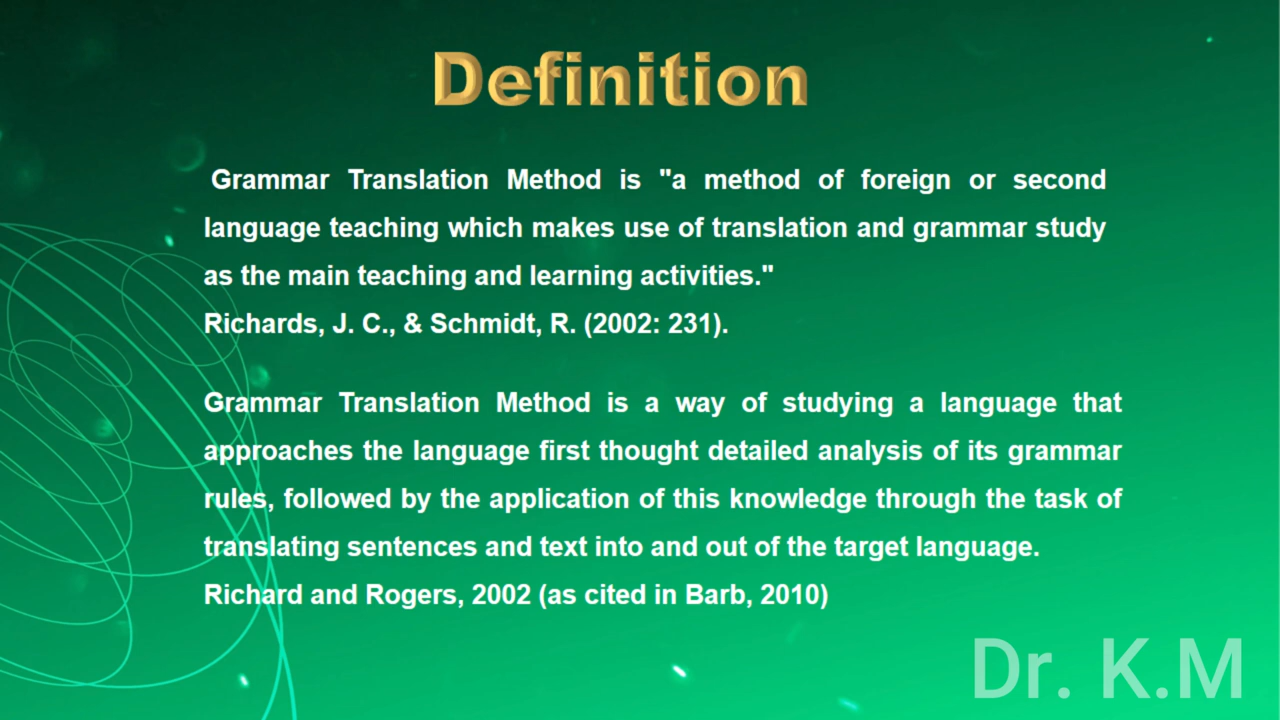 Definition
Grammar Translation Method is "a method of foreign or second
language teaching which makes use of translation and grammar study
as the main teaching and learning activities."
Richards, J. C., & Schmidt, R. (2002: 231).
Grammar Translation Method is a way of studying a language that
approaches the language first thought detailed analysis of its grammar
rules, followed by the application of this knowledge through the task of
translating sentences and text into and out of the target language.
Richard and Rogers, 2002 (as cited in Barb, 2010)
Dr. K.M